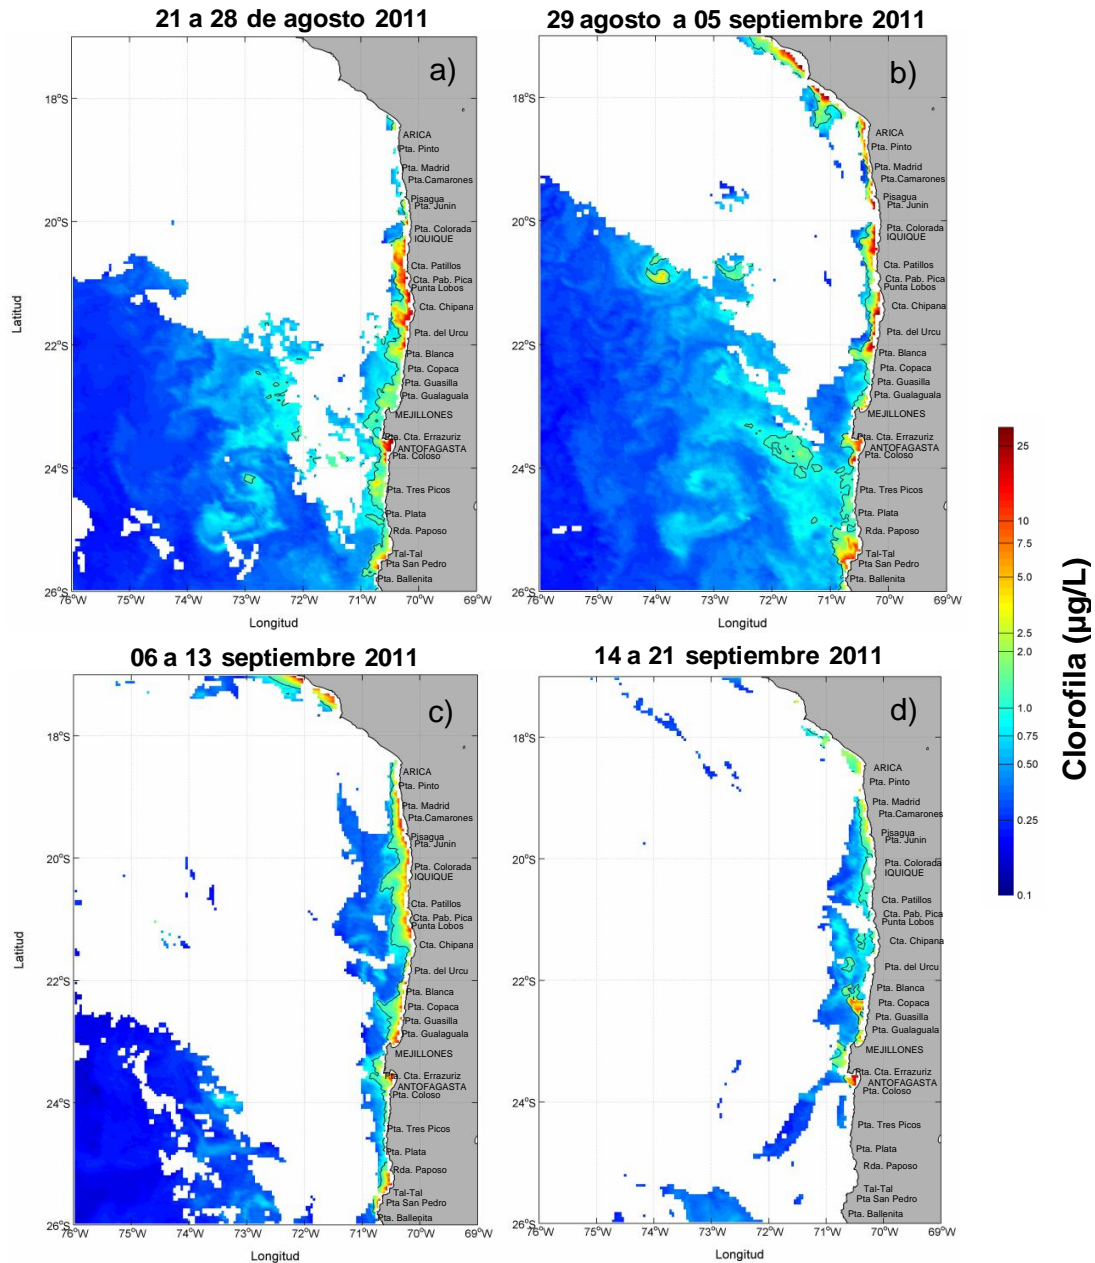 21 a 28 de agosto 2011
a)
18°S
20°S
22°S
24°S
26°S
76°W
75°W
74°W
73°W
72°W
71°W
70°W
69°W
Latitud
Longitud
ARICA
Pta. Pinto
Pta. Madrid
Pta.Camarones
Pisagua
Pta. Junin
Pta. Colorada
IQUIQUE
Cta. Patillos
Cta. Pab. Pica
Punta Lobos
Cta. Chipana
Pta. del Urcu
Pta. Blanca
Pta. Copaca
Pta. Guasilla
Pta. Gualaguala
MEJILLONES
Pta. Cta. Errazuriz
ANTOFAGASTA
Pta. Coloso
Pta. Tres Picos
Pta. Plata
Rda. Paposo
Tal-Tal
Pta San Pedro
Pta. Ballenita
29 agosto a 05 septiembre 2011
b)
18°S
20°S
22°S
24°S
26°S
76°W
75°W
74°W
73°W
72°W
71°W
70°W
69°W
Longitud
ARICA
Pta. Pinto
Pta. Madrid
Pta.Camarones
Pisagua
Pta. Junin
Pta. Colorada
IQUIQUE
Cta. Patillos
Cta. Pab. Pica
Punta Lobos
Cta. Chipana
Pta. del Urcu
Pta. Blanca
Pta. Copaca
Pta. Guasilla
Pta. Gualaguala
MEJILLONES
Pta. Cta. Errazuriz
ANTOFAGASTA
Pta. Coloso
Pta. Tres Picos
Pta. Plata
Rda. Paposo
Tal-Tal
Pta San Pedro
Pta. Ballenita
06 a 13 septiembre 2011
c)
18°S
20°S
22°S
24°S
26°S
76°W
75°W
74°W
73°W
72°W
71°W
70°W
69°W
Latitud
Longitud
ARICA
Pta. Pinto
Pta. Madrid
Pta.Camarones
Pisagua
Pta. Junin
Pta. Colorada
IQUIQUE
Cta. Patillos
Cta. Pab. Pica
Punta Lobos
Cta. Chipana
Pta. del Urcu
Pta. Blanca
Pta. Copaca
Pta. Guasilla
Pta. Gualaguala
MEJILLONES
Pta. Cta. Errazuriz
ANTOFAGASTA
Pta. Coloso
Pta. Tres Picos
Pta. Plata
Rda. Paposo
Tal-Tal
Pta San Pedro
Pta. Ballenita
14 a 21 septiembre 2011
d)
18°S
20°S
22°S
24°S
26°S
76°W
75°W
74°W
73°W
72°W
71°W
70°W
69°W
Longitud
ARICA
Pta. Pinto
Pta. Madrid
Pta.Camarones
Pisagua
Pta. Junin
Pta. Colorada
IQUIQUE
Cta. Patillos
Cta. Pab. Pica
Punta Lobos
Cta. Chipana
Pta. del Urcu
Pta. Blanca
Pta. Copaca
Pta. Guasilla
Pta. Gualaguala
MEJILLONES
Pta. Cta. Errazuriz
ANTOFAGASTA
Pta. Coloso
Pta. Tres Picos
Pta. Plata
Rda. Paposo
Tal-Tal
Pta San Pedro
Pta. Ballenita
25
10
7.5
5.0
2.5
2.0
1.0
0.75
0.50
0.25
0.1
Clorofila (µg/L)